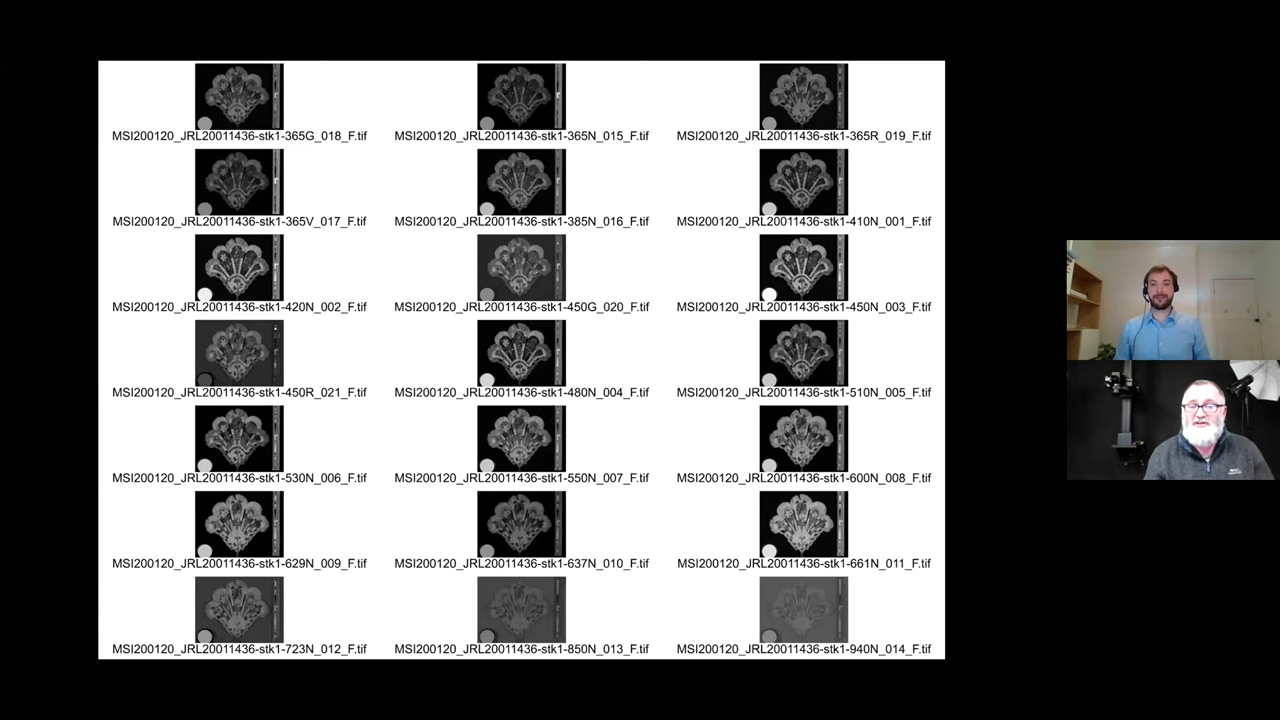 MSI200120_JRL20011436-stk1-365G_018_F.tif MSI200120_JRL20011436-stk1-365N_015_F.tif MSI200120_JRL20011436-stk1-365R_019_F.tif
MSI200120_JRL20011436-stk1-365V_017_F.tif MSI200120_JRL20011436-stk1-385N_016_F.tif MSI200120_JRL20011436-stk1-410N_001_F.tif
MSI200120_JRL20011436-stk1-420N_002_F.tif MSI200120_JRL20011436-stk1-450G_020_F.tif MSI200120_JRL20011436-stk1-450N_003_F.tif
MSI200120_JRL20011436-stk1-450R_021_F.tif MSI200120_JRL20011436-stk1-480N_004_F.tif MSI200120_JRL20011436-stk1-510N_005_F.tif
MSI200120_JRL20011436-stk1-530N_006_F.tif MSI200120_JRL20011436-stk1-550N_007_F.tif MSI200120_JRL20011436-stk1-600N_008_F.tif
MSI200120_JRL20011436-stk1-629N_009_F.tif MSI200120_JRL20011436-stk1-637N_010_F.tif MSI200120_JRL20011436-stk1-661N_011_F.tif
MSI200120_JRL20011436-stk1-723N_012_F.tif MSI200120_JRL20011436-stk1-850N_013_F.tif MSI200120_JRL20011436-stk1-940N_014_F.tif